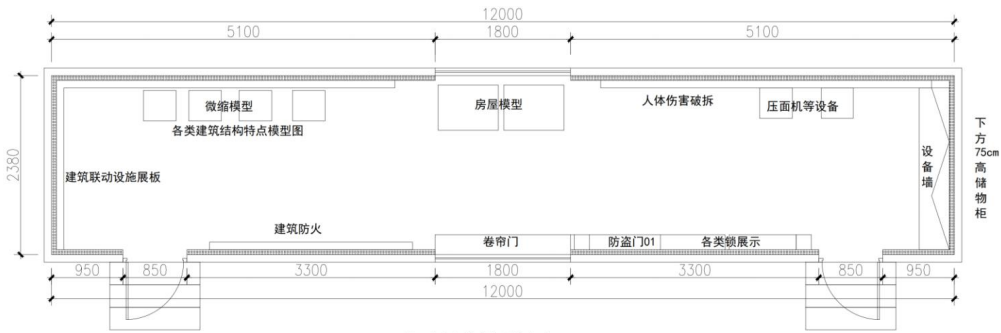 12000
5100
1800
5100
微缩模型
房屋模型
人体伤害破拆
压面机等设备
各类建筑结构特点模型图
2380
建筑联动设施展板
设备墙
下方75cm高储物柜
建筑防火
卷帘门
防盗门01
各类锁展示
950
850
3300
1800
3300
850
950
12000